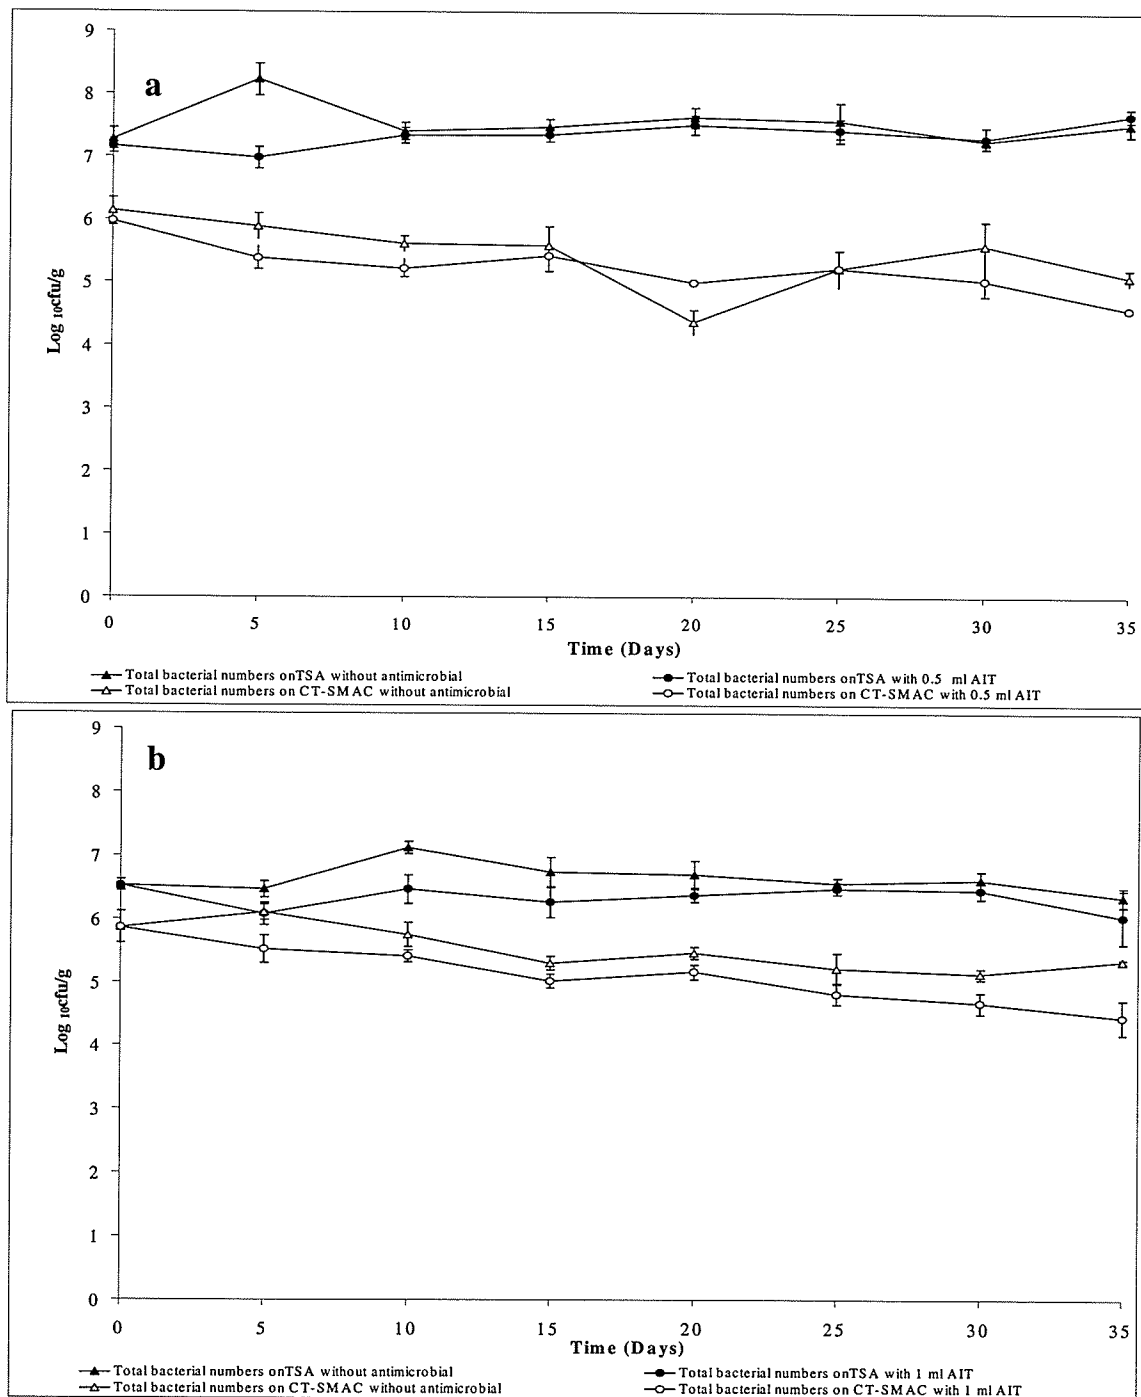 a
9
8
7
6
5
4
3
2
1
0
Log 10cfu/g
0 5 10 15 20 25 30 35
Time (Days)
Total bacterial numbers onTSA without antimicrobial
Total bacterial numbers onTSA with 0.5 ml AIT
Total bacterial numbers on CT-SMAC without antimicrobial
Total bacterial numbers on CT-SMAC with 0.5 ml AIT
b
9
8
7
6
5
4
3
2
1
0
Log 10cfu/g
0 5 10 15 20 25 30 35
Time (Days)
Total bacterial numbers onTSA without antimicrobial
Total bacterial numbers onTSA with 1 ml AIT
Total bacterial numbers on CT-SMAC without antimicrobial
Total bacterial numbers on CT-SMAC with 1 ml AIT